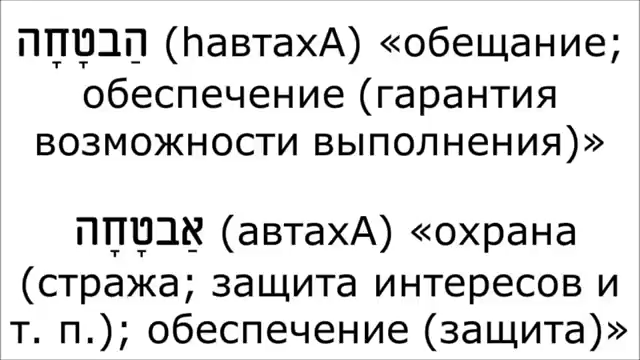 הַבטָחָה (hавтахА) «обещание;
обеспечение (гарантия
возможности выполнения)»
אַבטָחָה (автахА) «охрана
(стража; защита интересов и
т. п.); обеспечение (защита)»